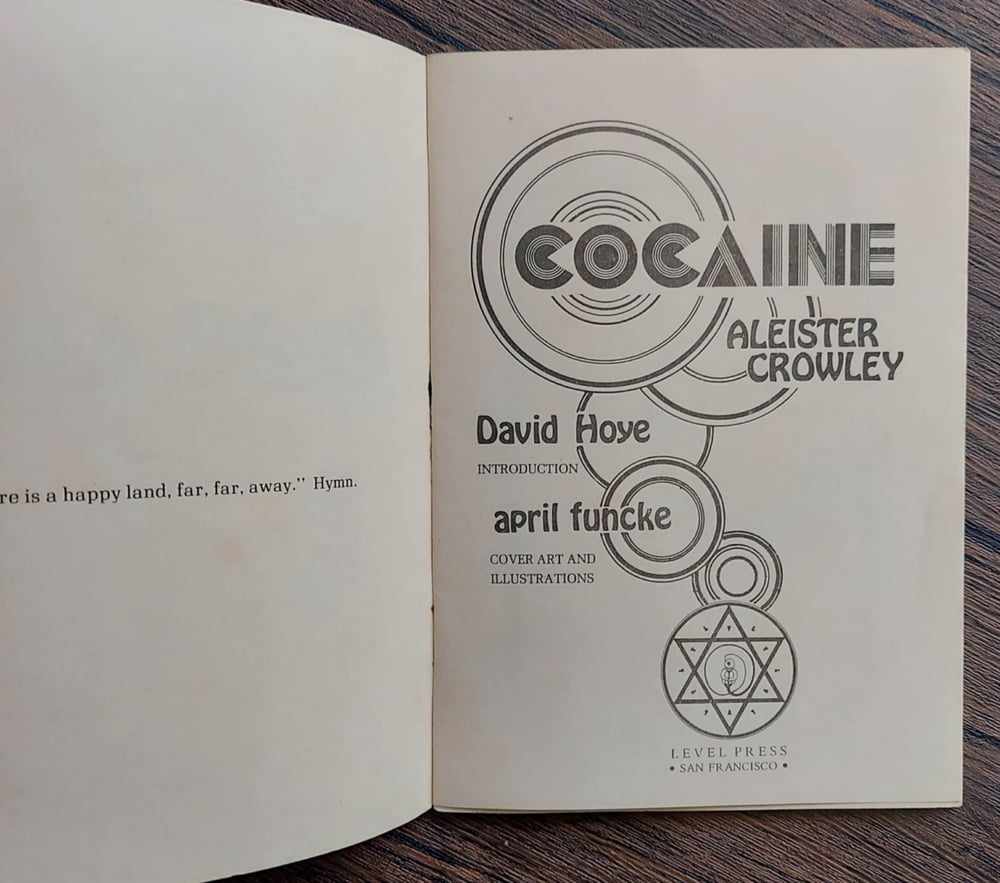 re is a happy land, far, far, away." Hymn.
COCAINE
ALEISTER
CROWLEY
David Hoye
INTRODUCTION
april funcke
COVER ART AND
ILLUSTRATIONS
LEVEL PRESS
• SAN FRANCISCO •